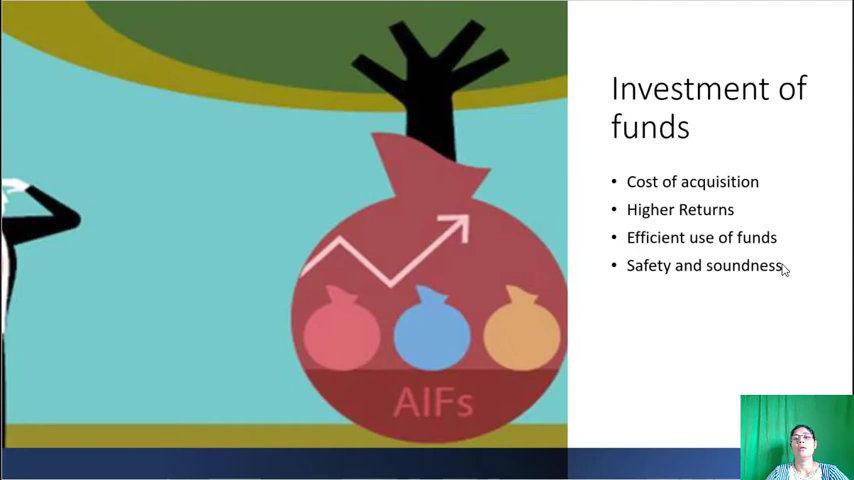 Investment of
funds
• Cost of acquisition
• Higher Returns
• Efficient use of funds
• Safety and soundness
AIFs